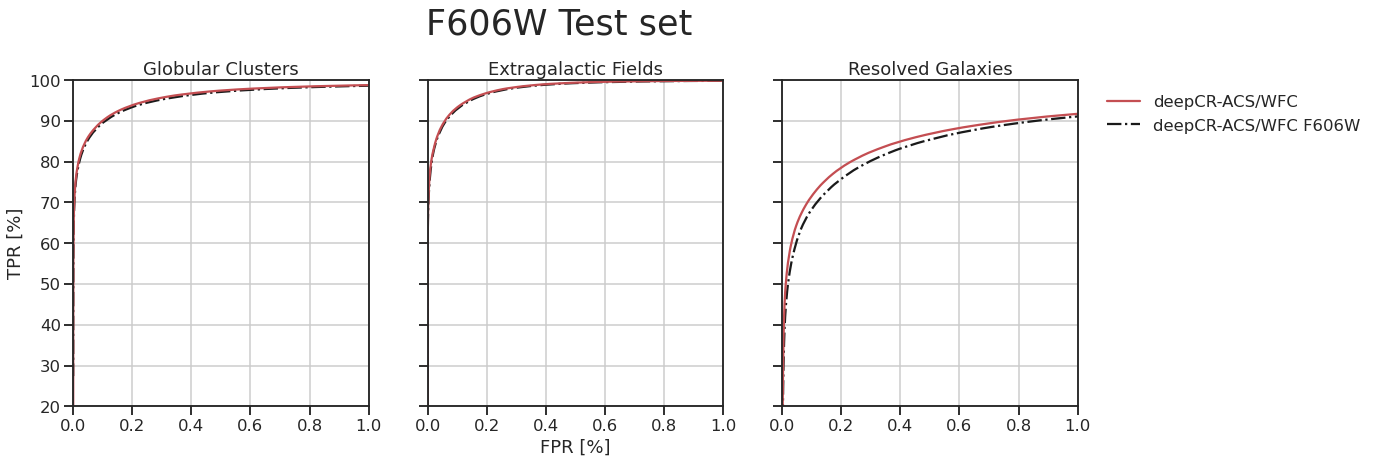 F606W Test set
Globular Clusters
Extragalactic Fields
Resolved Galaxies
deepCR-ACS/WFC
deepCR-ACS/WFC F606W
TPR [%]
100
90
80
70
60
50
40
30
20
0.0 0.2 0.4 0.6 0.8 1.0
0.0 0.2 0.4 0.6 0.8 1.0
0.0 0.2 0.4 0.6 0.8 1.0
FPR [%]